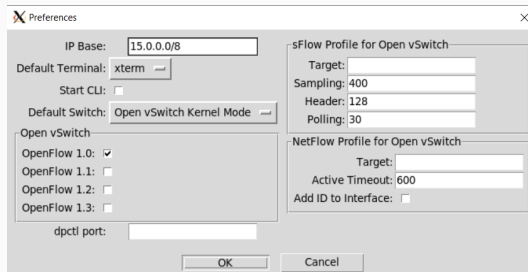 Preferences
IP Base: 15.0.0.0/8
Default Terminal: xterm
Start CLI:
Default Switch: Open vSwitch Kernel Mode
Open vSwitch
OpenFlow 1.0:
OpenFlow 1.1:
OpenFlow 1.2:
OpenFlow 1.3:
dpctl port:
sFlow Profile for Open vSwitch
Target:
Sampling: 400
Header: 128
Polling: 30
NetFlow Profile for Open vSwitch
Target:
Active Timeout: 600
Add ID to Interface:
OK
Cancel